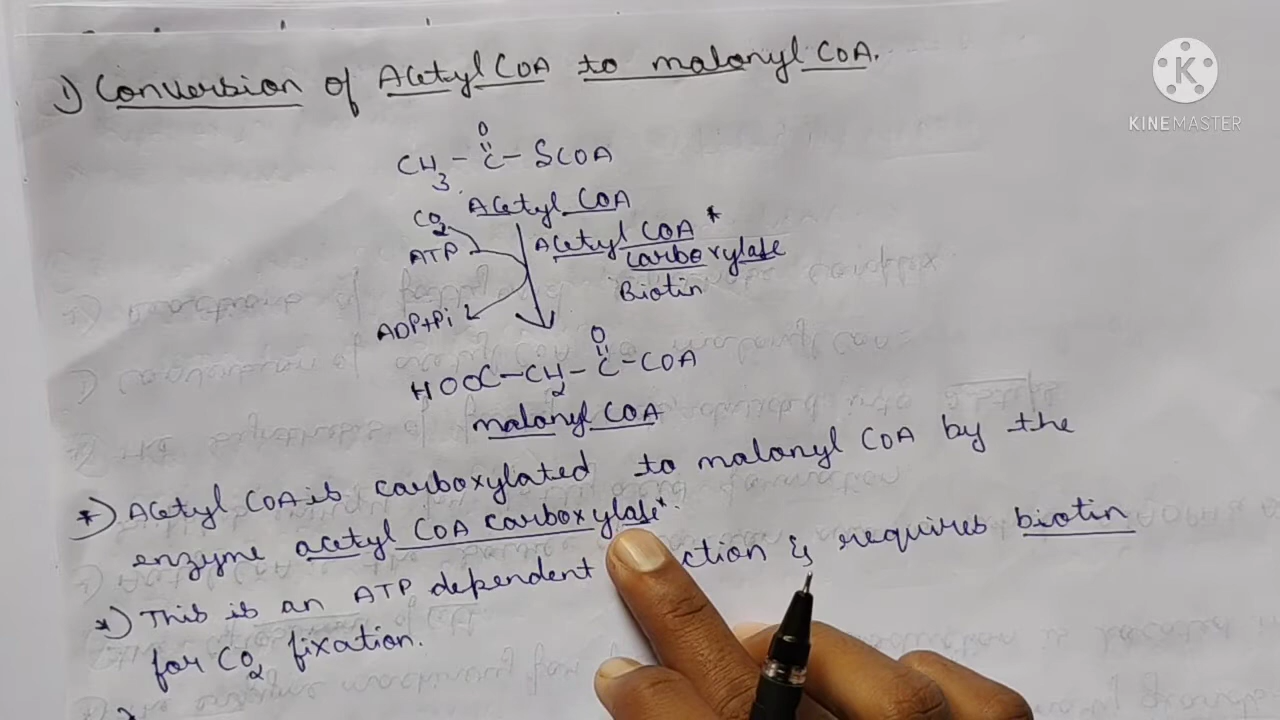 1) Conversion of Acetyl CoA to malonyl CoA.
O
CH3 - C - SCOA
Acetyl COA
CO2
ATP
Acetyl COA *
carboxylase
Biotin
ADP+Pi
O
HOOC - CH2 - C - COA
malonyl COA
*) Acetyl COA is carboxylated to malonyl COA by the
enzyme acetyl COA carboxylase*.
*) This is an ATP dependent ction & requires biotin
for CO2 fixation.
K
KINEMASTER